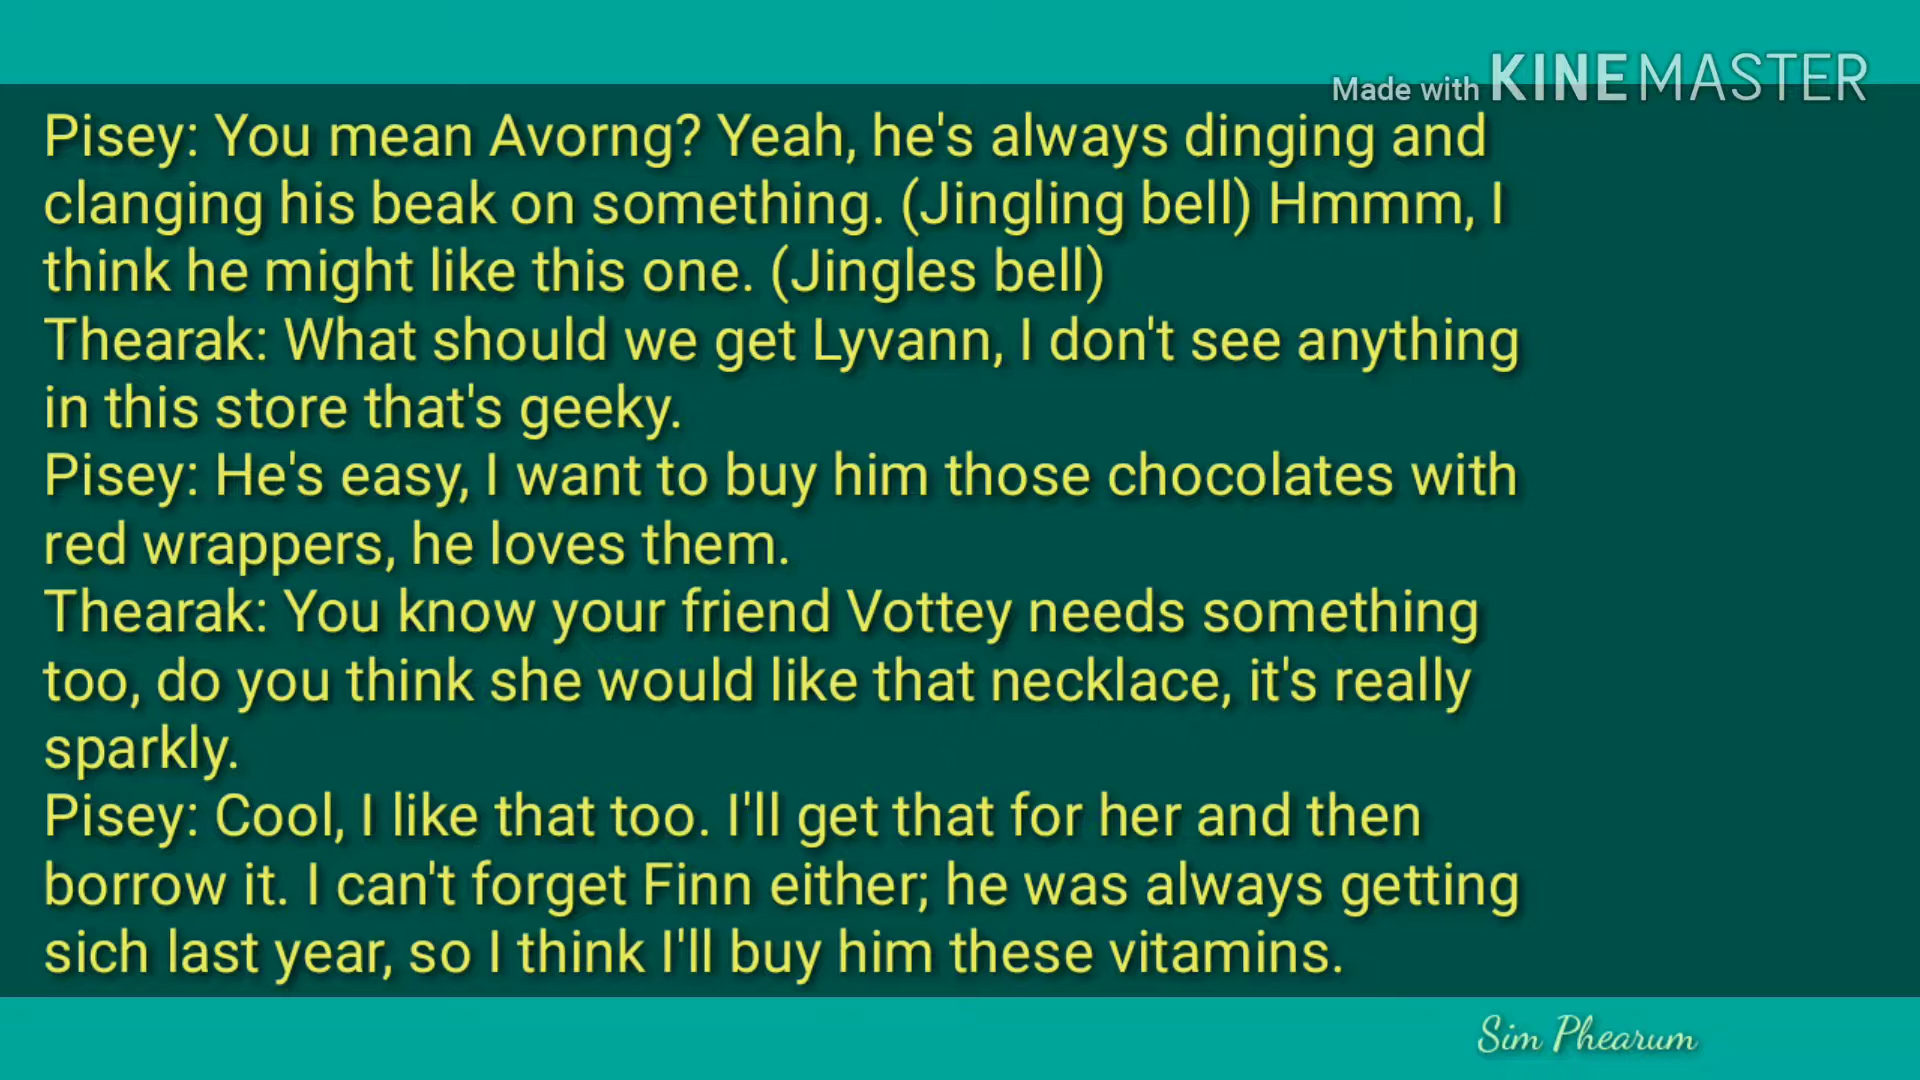 Made with KINEMASTER
Pisey: You mean Avorng? Yeah, he's always dinging and
clanging his beak on something. (Jingling bell) Hmmm, I
think he might like this one. (Jingles bell)
Thearak: What should we get Lyvann, I don't see anything
in this store that's geeky.
Pisey: He's easy, I want to buy him those chocolates with
red wrappers, he loves them.
Thearak: You know your friend Vottey needs something
too, do you think she would like that necklace, it's really
sparkly.
Pisey: Cool, I like that too. I'll get that for her and then
borrow it. I can't forget Finn either; he was always getting
sich last year, so I think I'll buy him these vitamins.
Sim Phearum